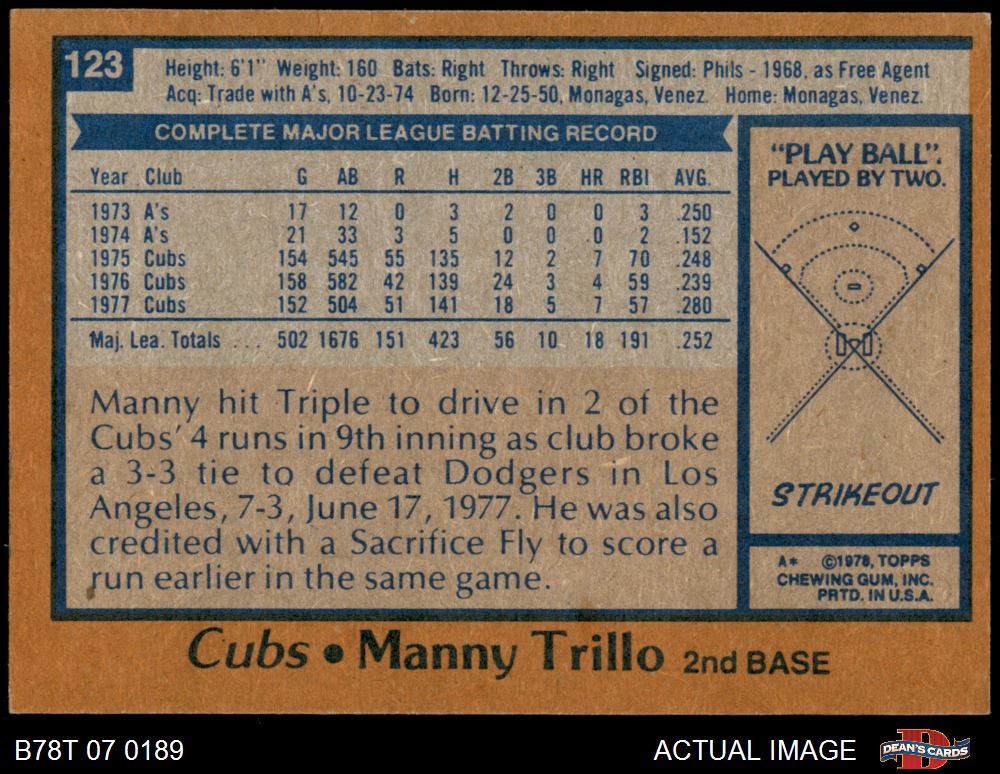 123
Height: 6'1" Weight: 160 Bats: Right Throws: Right Signed: Phils - 1968, as Free Agent
Acq: Trade with A's, 10-23-74 Born: 12-25-50, Monagas, Venez. Home: Monagas, Venez.
COMPLETE MAJOR LEAGUE BATTING RECORD
Year Club G AB R H 2B 3B HR RBI AVG.
1973 A's 17 12 0 3 2 0 0 3 .250
1974 A's 21 33 3 5 0 0 0 2 .152
1975 Cubs 154 545 55 135 12 2 7 70 .248
1976 Cubs 158 582 42 139 24 3 4 59 .239
1977 Cubs 152 504 51 141 18 5 7 57 .280
Maj. Lea. Totals ... 502 1676 151 423 56 10 18 191 .252
Manny hit Triple to drive in 2 of the
Cubs' 4 runs in 9th inning as club broke
a 3-3 tie to defeat Dodgers in Los
Angeles, 7-3, June 17, 1977. He was also
credited with a Sacrifice Fly to score a
run earlier in the same game.
"PLAY BALL".
PLAYED BY TWO.
STRIKEOUT
A* ©1978, TOPPS
CHEWING GUM, INC.
PRTD. IN U.S.A.
Cubs • Manny Trillo 2nd BASE
B78T 07 0189
ACTUAL IMAGE
D
DEAN'S CARDS